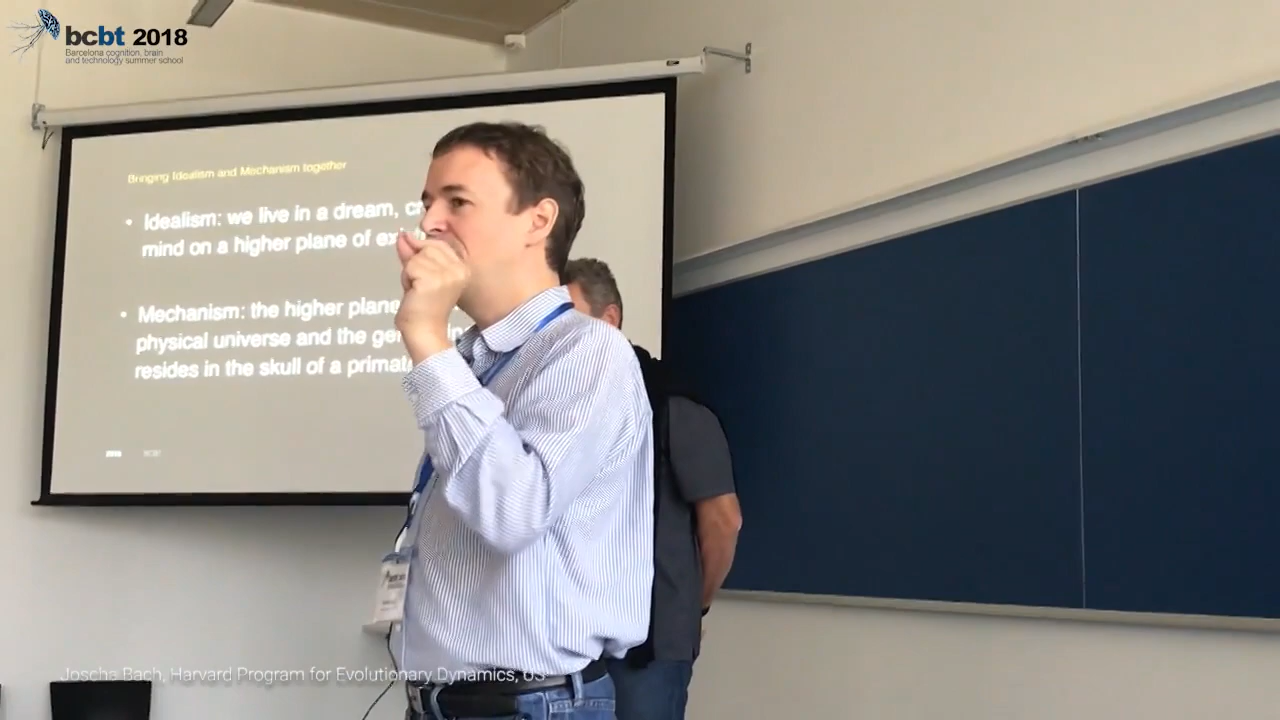 bcbt 2018
Barcelona cognition, brain
and technology summer school
Bringing Idealism and Mechanism together
• Idealism: we live in a dream,
mind on a higher plane of
• Mechanism: the higher plane
physical universe and the
resides in the skull of a
2018 BCBT
Joscha Bach, Harvard Program for Evolutionary Dynamics, US